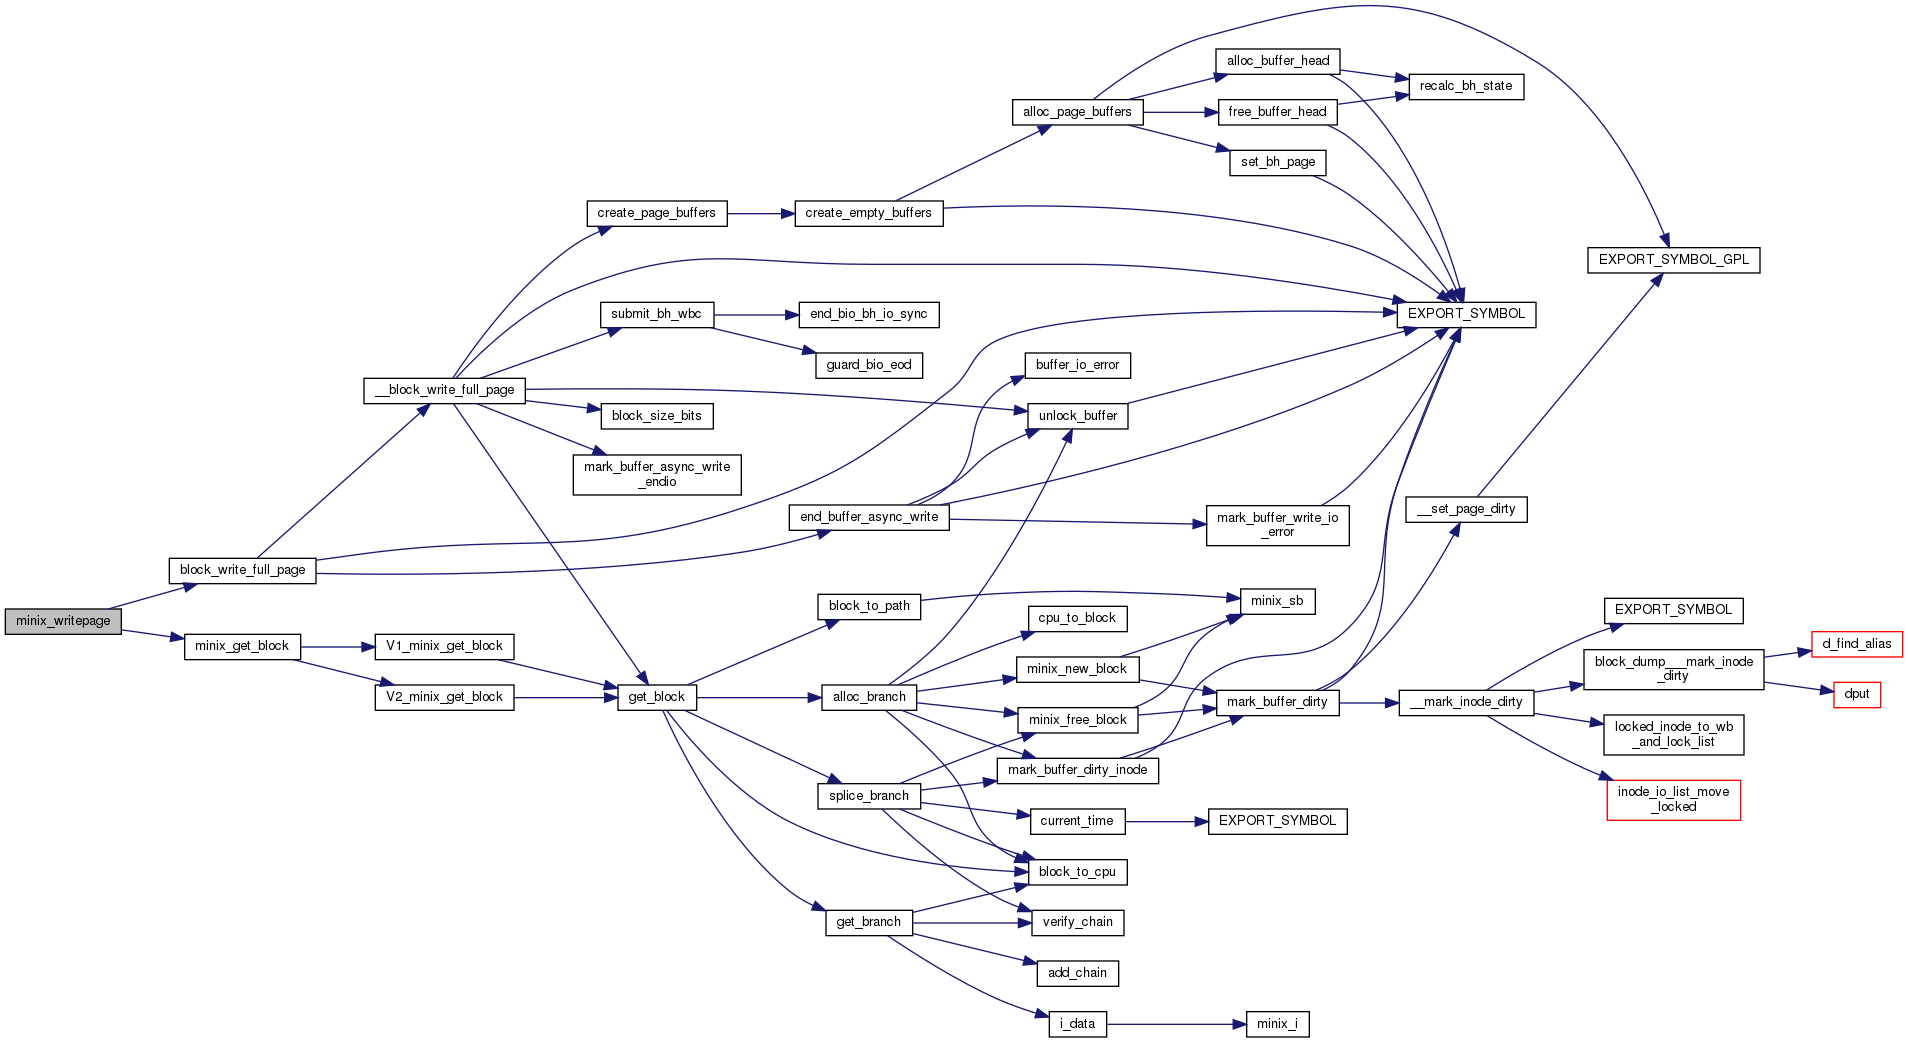 minix_writepage
block_write_full_page
minix_get_block
__block_write_full_page
V1_minix_get_block
V2_minix_get_block
create_page_buffers
submit_bh_wbc
block_size_bits
mark_buffer_async_write
_endio
get_block
create_empty_buffers
end_bio_bh_io_sync
guard_bio_eod
end_buffer_async_write
block_to_path
alloc_branch
splice_branch
get_branch
alloc_page_buffers
buffer_io_error
unlock_buffer
cpu_to_block
minix_new_block
minix_free_block
mark_buffer_dirty_inode
current_time
block_to_cpu
verify_chain
add_chain
i_data
alloc_buffer_head
free_buffer_head
set_bh_page
mark_buffer_write_io
_error
minix_sb
mark_buffer_dirty
EXPORT_SYMBOL
minix_i
recalc_bh_state
EXPORT_SYMBOL
__set_page_dirty
__mark_inode_dirty
EXPORT_SYMBOL_GPL
EXPORT_SYMBOL
block_dump___mark_inode
_dirty
locked_inode_to_wb
_and_lock_list
inode_io_list_move
_locked
d_find_alias
dput